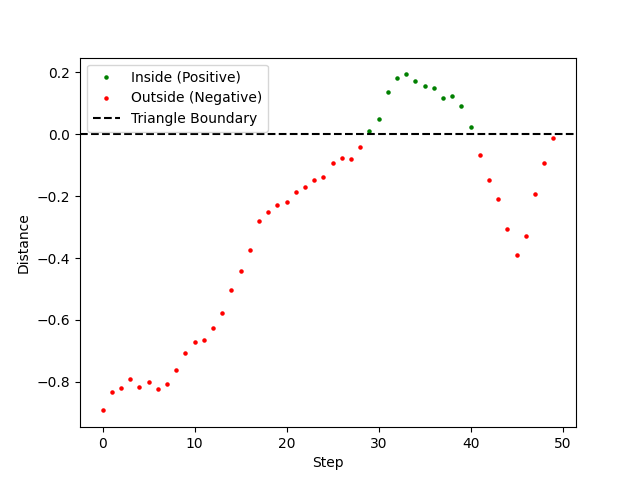 0.2
0.0
−0.2
−0.4
−0.6
−0.8
Distance
Inside (Positive)
Outside (Negative)
Triangle Boundary
0 10 20 30 40 50
Step